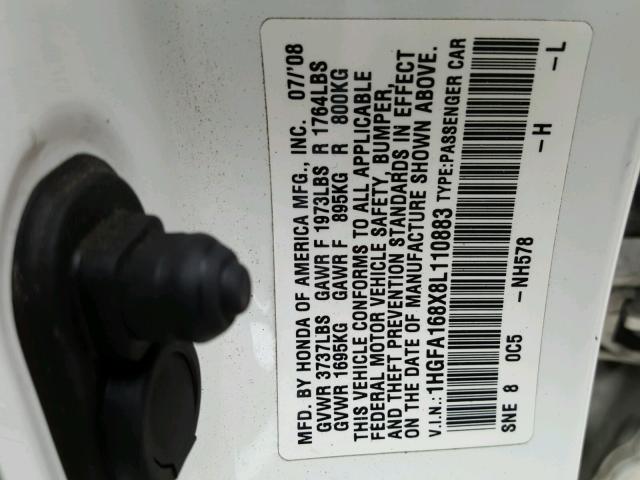 MFD. BY HONDA OF AMERICA MFG., INC. 07/'08
GVWR 3737LBS GAWR F 1973LBS R 1764LBS
GVWR 1695KG GAWR F 895KG R 800KG
THIS VEHICLE CONFORMS TO ALL APPLICABLE
FEDERAL MOTOR VEHICLE SAFETY, BUMPER,
AND THEFT PREVENTION STANDARDS IN EFFECT
ON THE DATE OF MANUFACTURE SHOWN ABOVE.
V.I.N.:1HGFA168X8L110883 TYPE:PASSENGER CAR
SNE 8 0C5 -NH578 -H -L